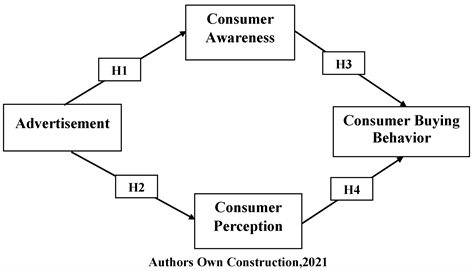 Consumer
Awareness
H1
H3
Advertisement
Consumer Buying
Behavior
H2
H4
Consumer
Perception
Authors Own Construction,2021